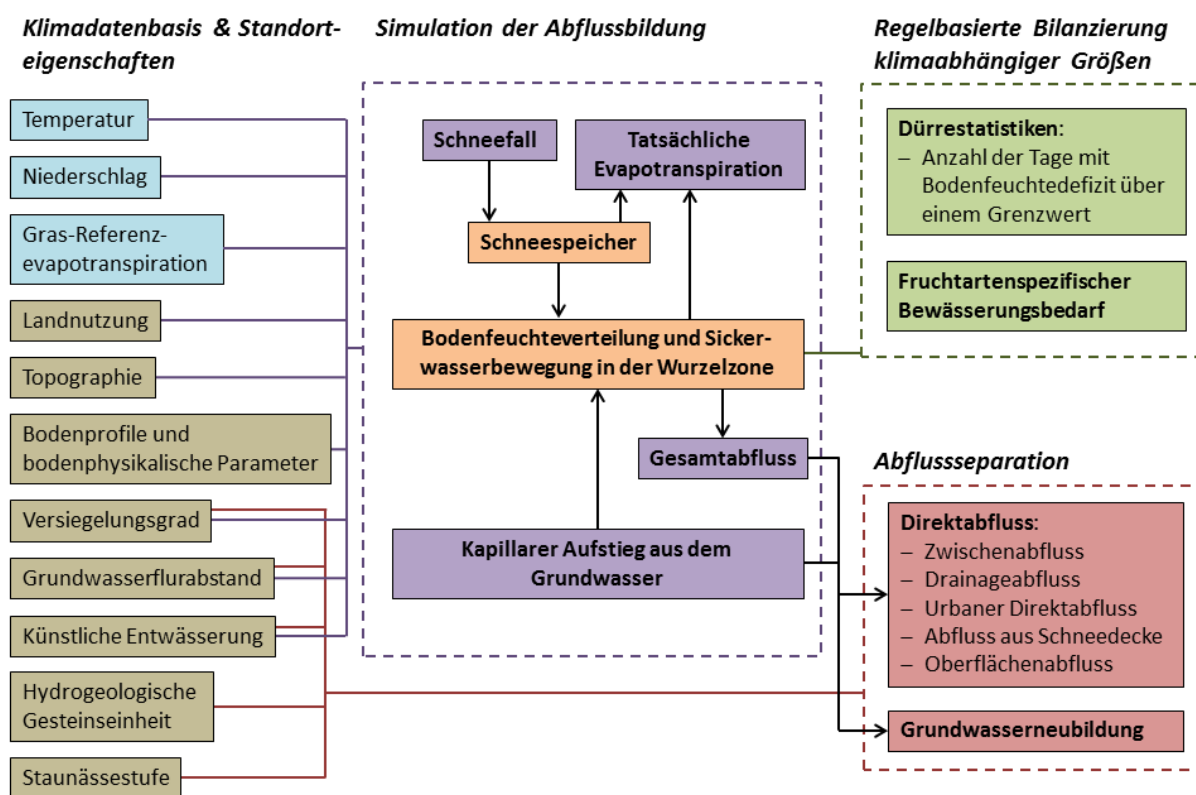 Klimadatenbasis & Standort-
eigenschaften
Temperatur
Niederschlag
Gras-Referenz-
evapotranspiration
Landnutzung
Topographie
Bodenprofile und
bodenphysikalische Parameter
Versiegelungsgrad
Grundwasserflurabstand
Künstliche Entwässerung
Hydrogeologische
Gesteinseinheit
Staunässestufe
Simulation der Abflussbildung
Schneefall
Tatsächliche
Evapotranspiration
Schneespeicher
Bodenfeuchteverteilung und Sicker-
wasserbewegung in der Wurzelzone
Gesamtabfluss
Kapillarer Aufstieg aus dem
Grundwasser
Regelbasierte Bilanzierung
klimaabhängiger Größen
Dürrestatistiken:
– Anzahl der Tage mit
Bodenfeuchtedefizit über
einem Grenzwert
Fruchtartenspezifischer
Bewässerungsbedarf
Abflussseparation
Direktabfluss:
– Zwischenabfluss
– Drainageabfluss
– Urbaner Direktabfluss
– Abfluss aus Schneedecke
– Oberflächenabfluss
Grundwasserneubildung